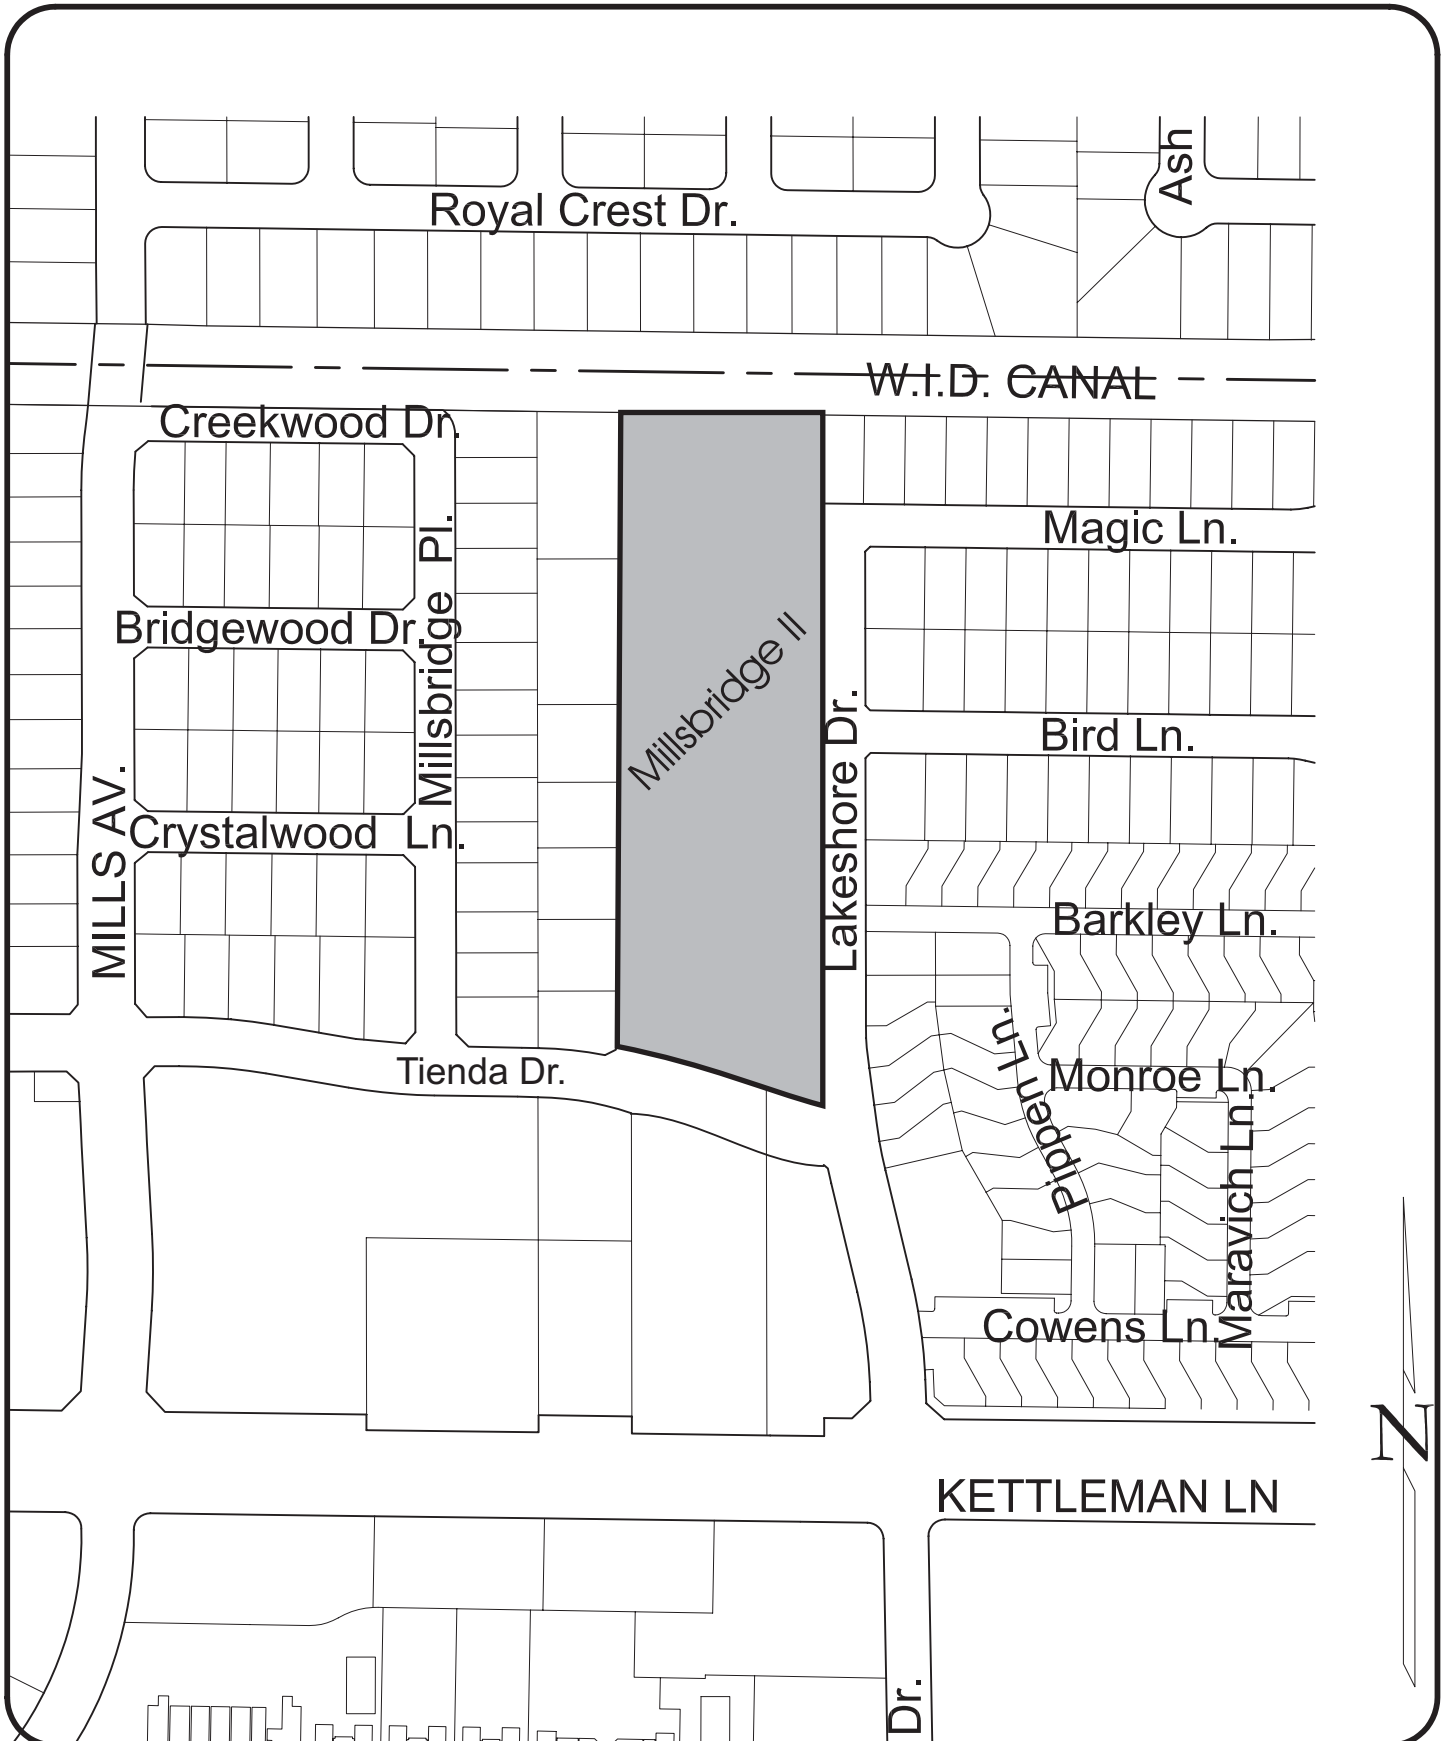 Ash
Royal Crest Dr.
W.I.D. CANAL
Creekwood Dr.
Magic Ln.
Millsbridge Pl.
Bridgewood Dr.
Millsbridge II
Lakeshore Dr.
Bird Ln.
MILLS AV.
Crystalwood Ln.
Barkley Ln.
Tienda Dr.
Pippen Ln.
Monroe Ln.
Maravich Ln.
Cowens Ln.
N
KETTLEMAN LN
Dr.